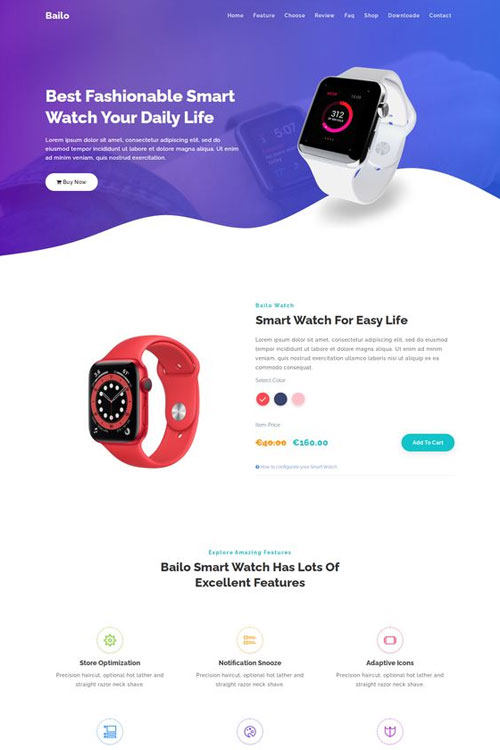 Bailo
Home Feature Choose Review Faq Shop Downloada Contact
Best Fashionable Smart
Watch Your Daily Life
Lorem ipsum dolor sit amet, consectetur adipiscing elit, sed do
eiusmod tempor incididunt ut labore et dolore magna aliqua. Ut enim
ad minim veniam, quis nostrud exercitation.
Buy Now
312
5:07
Bailo Watch
Smart Watch For Easy Life
Lorem ipsum dolor sit amet, consectetur adipiscing elit, sed do eiusmod
tempor incididunt ut labore et dolore magna aliqua. Ut enim ad minim
veniam, quis nostrud exercitation ullamco laboris nisi ut aliquip ex ea
commodo consequat.
Select Color
Item Price
€40.00 €160.00
Add To Cart
How to configurate your Smart Watch
Explore Amazing Features
Bailo Smart Watch Has Lots Of
Excellent Features
Store Optimization
Precision haircut, optional hot lather and
straight razor neck shave.
Notification Snooze
Precision haircut, optional hot lather and
straight razor neck shave.
Adaptive Icons
Precision haircut, optional hot lather and
straight razor neck shave.